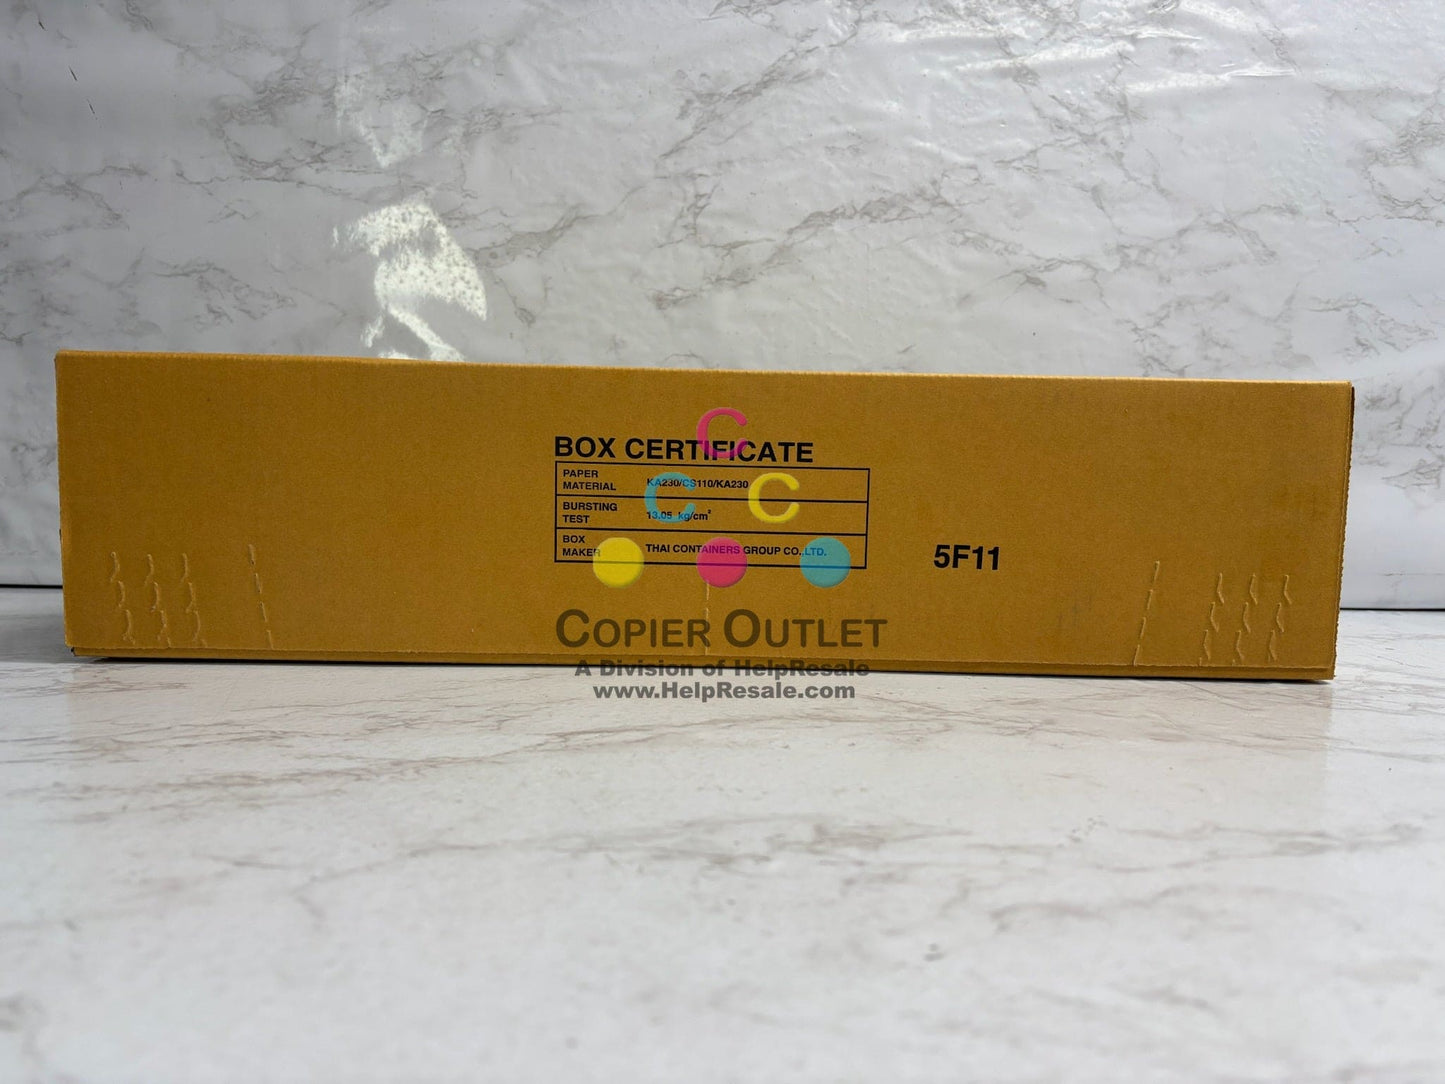 BOX CERTIFICATE
PAPER MATERIAL KA230/CS110/KA230
BURSTING TEST 13.05 kg/cm²
BOX MAKER THAI CONTAINERS GROUP CO.,LTD.
5F11
C
C C
COPIER OUTLET
A Division of HelpResale
www.HelpResale.com